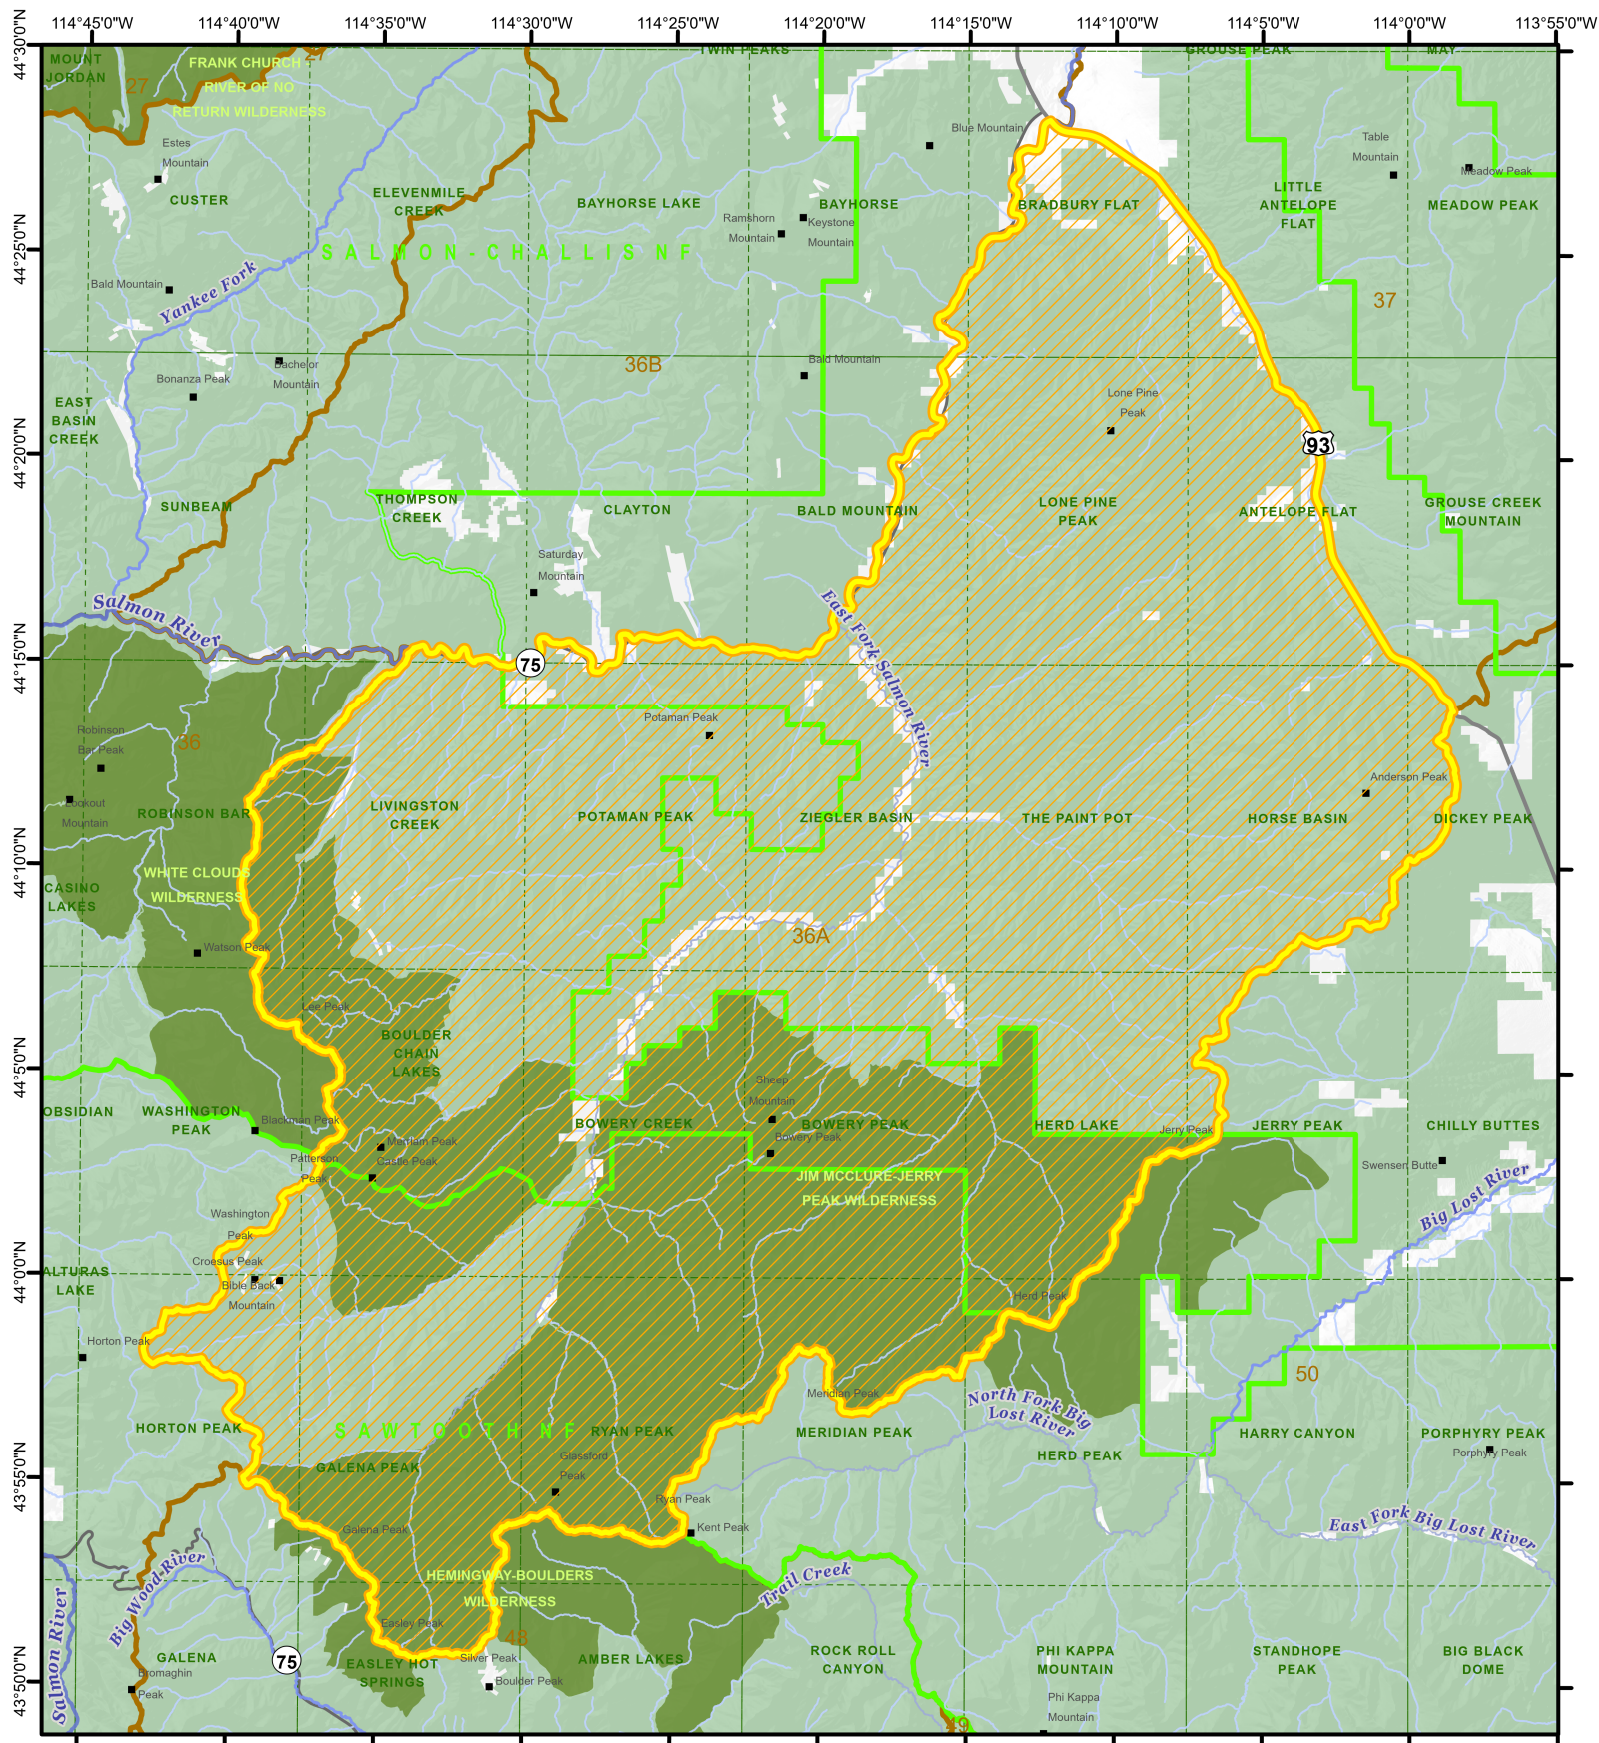 114°45'0"W 114°40'0"W 114°35'0"W 114°30'0"W 114°25'0"W 114°20'0"W 114°15'0"W 114°10'0"W 114°5'0"W 114°0'0"W 113°55'0"W
44°30'0"N
44°25'0"N
44°20'0"N
44°15'0"N
44°10'0"N
44°5'0"N
44°0'0"N
43°55'0"N
43°50'0"N
MOUNT
JORDAN
27
27
FRANK CHURCH -
RIVER OF NO
RETURN WILDERNESS
TWIN PEAKS
GROUSE PEAK
MAY
Estes
Mountain
CUSTER
ELEVENMILE
CREEK
BAYHORSE LAKE
BAYHORSE
Blue Mountain
Ramshorn
Mountain
Keystone
Mountain
BRADBURY FLAT
LITTLE
ANTELOPE
FLAT
Table
Mountain
Meadow Peak
MEADOW PEAK
SALMON-CHALLIS NF
Bald Mountain
Yankee Fork
37
36B
Bald Mountain
Bachelor
Mountain
Bonanza Peak
EAST
BASIN
CREEK
Lone Pine
Peak
93
SUNBEAM
THOMPSON
CREEK
CLAYTON
BALD MOUNTAIN
LONE PINE
PEAK
ANTELOPE FLAT
GROUSE CREEK
MOUNTAIN
Saturday
Mountain
Salmon River
East Fork Salmon River
75
Robinson
Bar Peak
36
Potaman Peak
Lookout
Mountain
ROBINSON BAR
LIVINGSTON
CREEK
POTAMAN PEAK
ZIEGLER BASIN
THE PAINT POT
HORSE BASIN
DICKEY PEAK
Anderson Peak
WHITE CLOUDS
WILDERNESS
CASINO
LAKES
Watson Peak
36A
Lee Peak
BOULDER
CHAIN
LAKES
OBSIDIAN
WASHINGTON
PEAK
Blackman Peak
Merriam Peak
Castle Peak
Patterson
Peak
BOWERY CREEK
Sheep
Mountain
BOWERY PEAK
Bowery Peak
HERD LAKE
Jerry Peak
JERRY PEAK
CHILLY BUTTES
Swensen Butte
JIM MCCLURE-JERRY
PEAK WILDERNESS
Big Lost River
Washington
Peak
Croesus Peak
Bible Back
Mountain
ALTURAS
LAKE
Herd Peak
Horton Peak
50
Meridian Peak
North Fork Big
Lost River
HORTON PEAK
SAWTOOTH NF
RYAN PEAK
MERIDIAN PEAK
HERD PEAK
HARRY CANYON
PORPHYRY PEAK
Porphyry Peak
GALENA PEAK
Glassford
Peak
Ryan Peak
Kent Peak
Galena Peak
East Fork Big Lost River
Big Wood River
HEMINGWAY-BOULDERS
WILDERNESS
Trail Creek
Easley Peak
48
Salmon River
GALENA
75
EASLEY HOT
SPRINGS
Silver Peak
Boulder Peak
AMBER LAKES
ROCK ROLL
CANYON
PHI KAPPA
MOUNTAIN
STANDHOPE
PEAK
BIG BLACK
DOME
Bromaghin
Peak
Phi Kappa
Mountain
49